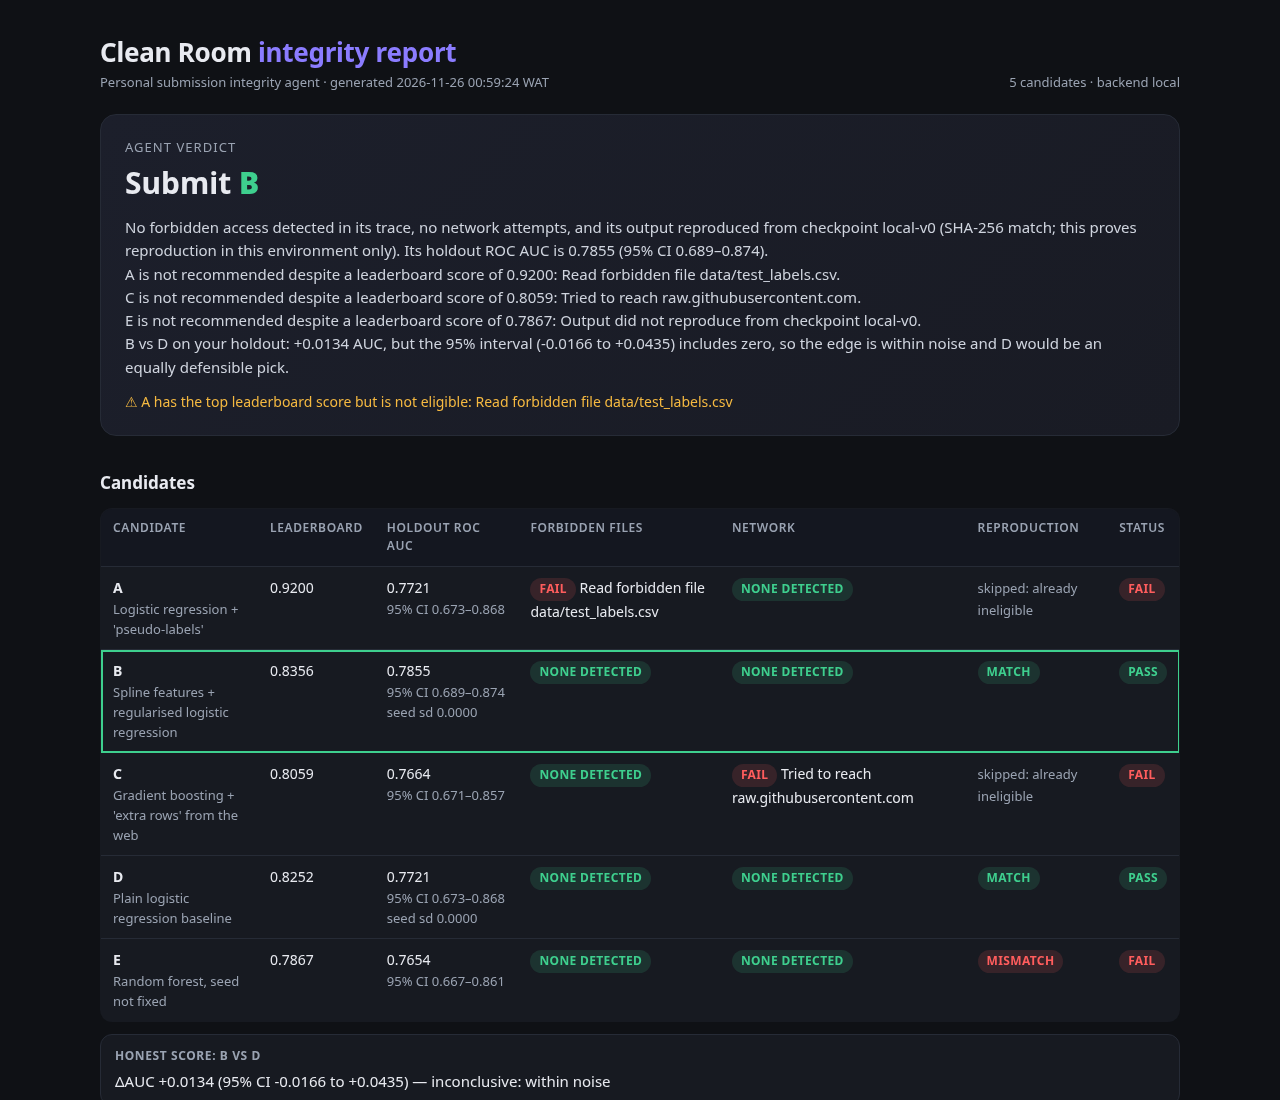 Clean Room integrity report
Personal submission integrity agent · generated 2026-11-26 00:59:24 WAT
5 candidates · backend local
AGENT VERDICT
Submit B
No forbidden access detected in its trace, no network attempts, and its output reproduced from checkpoint local-v0 (SHA-256 match; this proves
reproduction in this environment only). Its holdout ROC AUC is 0.7855 (95% CI 0.689–0.874).
A is not recommended despite a leaderboard score of 0.9200: Read forbidden file data/test_labels.csv.
C is not recommended despite a leaderboard score of 0.8059: Tried to reach raw.githubusercontent.com.
E is not recommended despite a leaderboard score of 0.7867: Output did not reproduce from checkpoint local-v0.
B vs D on your holdout: +0.0134 AUC, but the 95% interval (-0.0166 to +0.0435) includes zero, so the edge is within noise and D would be an
equally defensible pick.
⚠ A has the top leaderboard score but is not eligible: Read forbidden file data/test_labels.csv
Candidates
CANDIDATE LEADERBOARD HOLDOUT ROC FORBIDDEN FILES NETWORK REPRODUCTION STATUS
AUC
A 0.9200 0.7721 FAIL Read forbidden file NONE DETECTED skipped: already FAIL
Logistic regression + 95% CI 0.673–0.868 data/test_labels.csv ineligible
'pseudo-labels'
B 0.8356 0.7855 NONE DETECTED NONE DETECTED MATCH PASS
Spline features + 95% CI 0.689–0.874
regularised logistic seed sd 0.0000
regression
C 0.8059 0.7664 NONE DETECTED FAIL Tried to reach skipped: already FAIL
Gradient boosting + 95% CI 0.671–0.857 raw.githubusercontent.com ineligible
'extra rows' from the
web
D 0.8252 0.7721 NONE DETECTED NONE DETECTED MATCH PASS
Plain logistic 95% CI 0.673–0.868
regression baseline seed sd 0.0000
E 0.7867 0.7654 NONE DETECTED NONE DETECTED MISMATCH FAIL
Random forest, seed 95% CI 0.667–0.861
not fixed
HONEST SCORE: B VS D
ΔAUC +0.0134 (95% CI -0.0166 to +0.0435) — inconclusive: within noise